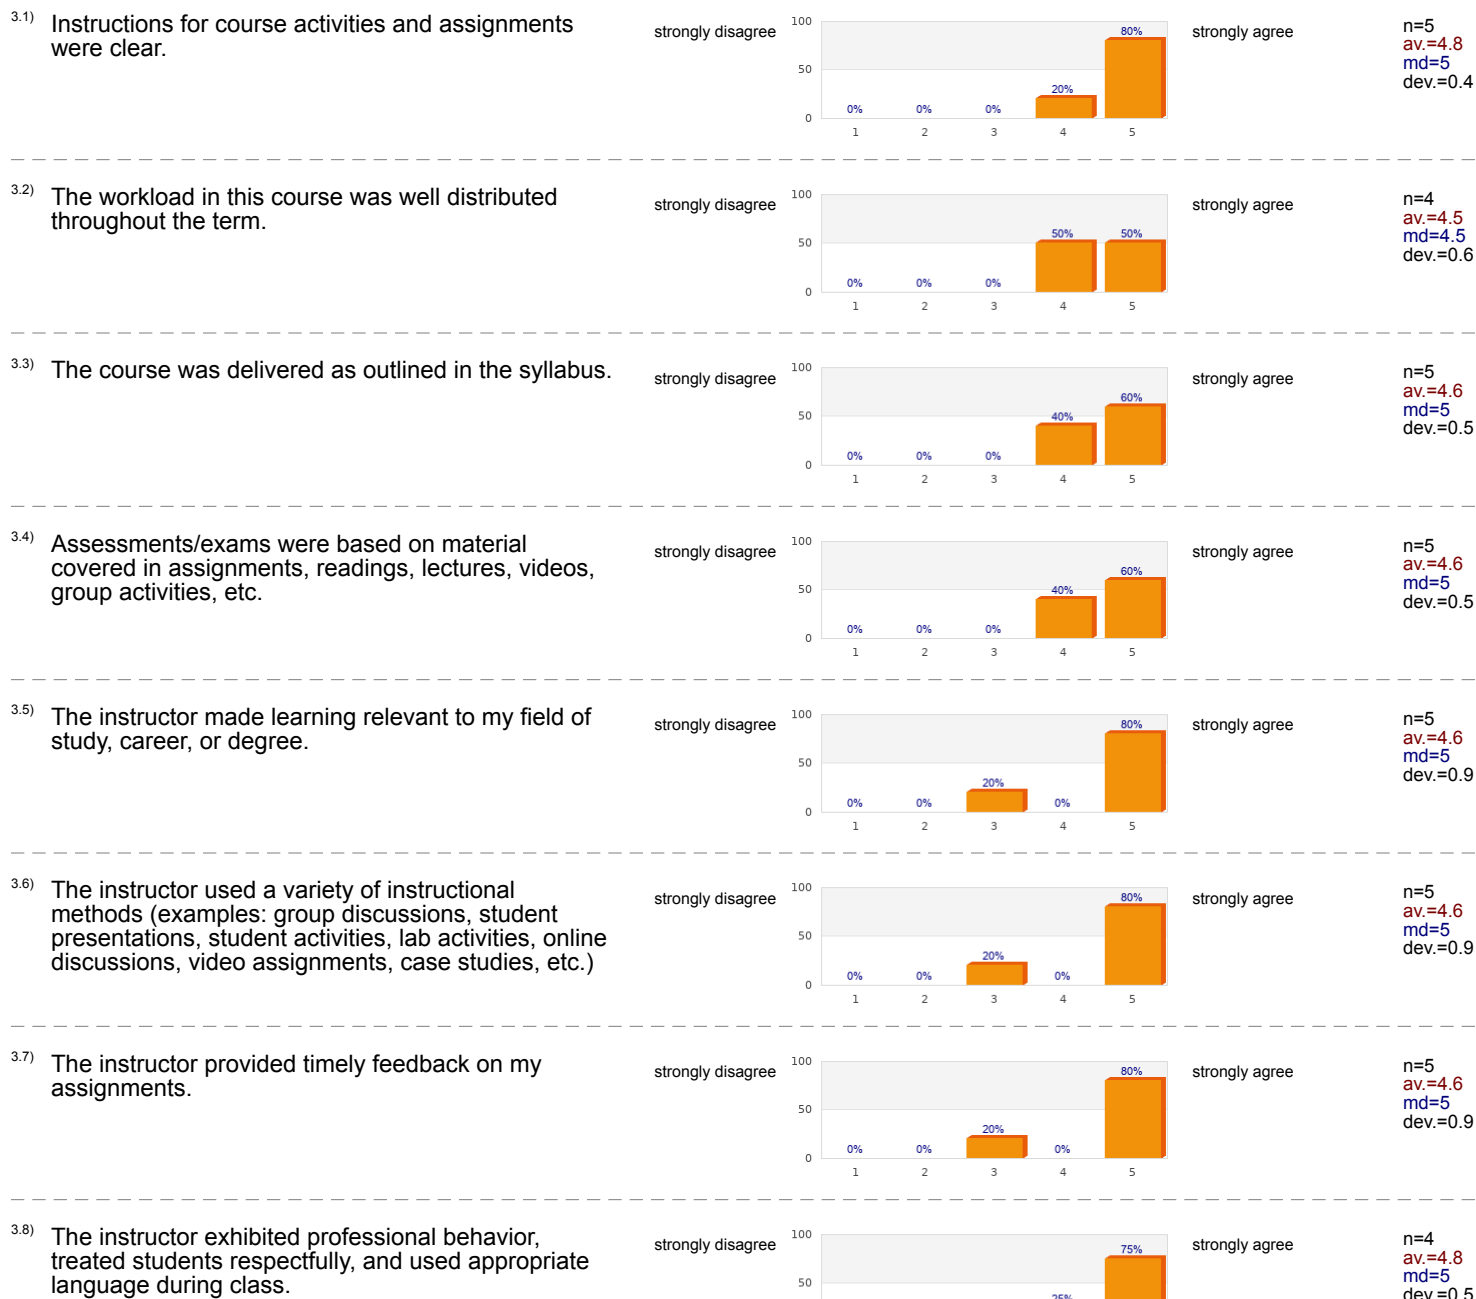 3.1) Instructions for course activities and assignments
were clear.
strongly disagree
100
50
0
0%
0%
0%
20%
80%
1
2
3
4
5
strongly agree
n=5
av.=4.8
md=5
dev.=0.4
3.2) The workload in this course was well distributed
throughout the term.
strongly disagree
100
50
0
0%
0%
0%
50%
50%
1
2
3
4
5
strongly agree
n=4
av.=4.5
md=4.5
dev.=0.6
3.3) The course was delivered as outlined in the syllabus.
strongly disagree
100
50
0
0%
0%
0%
40%
60%
1
2
3
4
5
strongly agree
n=5
av.=4.6
md=5
dev.=0.5
3.4) Assessments/exams were based on material
covered in assignments, readings, lectures, videos,
group activities, etc.
strongly disagree
100
50
0
0%
0%
0%
40%
60%
1
2
3
4
5
strongly agree
n=5
av.=4.6
md=5
dev.=0.5
3.5) The instructor made learning relevant to my field of
study, career, or degree.
strongly disagree
100
50
0
0%
0%
20%
0%
80%
1
2
3
4
5
strongly agree
n=5
av.=4.6
md=5
dev.=0.9
3.6) The instructor used a variety of instructional
methods (examples: group discussions, student
presentations, student activities, lab activities, online
discussions, video assignments, case studies, etc.)
strongly disagree
100
50
0
0%
0%
20%
0%
80%
1
2
3
4
5
strongly agree
n=5
av.=4.6
md=5
dev.=0.9
3.7) The instructor provided timely feedback on my
assignments.
strongly disagree
100
50
0
0%
0%
20%
0%
80%
1
2
3
4
5
strongly agree
n=5
av.=4.6
md=5
dev.=0.9
3.8) The instructor exhibited professional behavior,
treated students respectfully, and used appropriate
language during class.
strongly disagree
100
50
25%
75%
strongly agree
n=4
av.=4.8
md=5
dev.=0.5